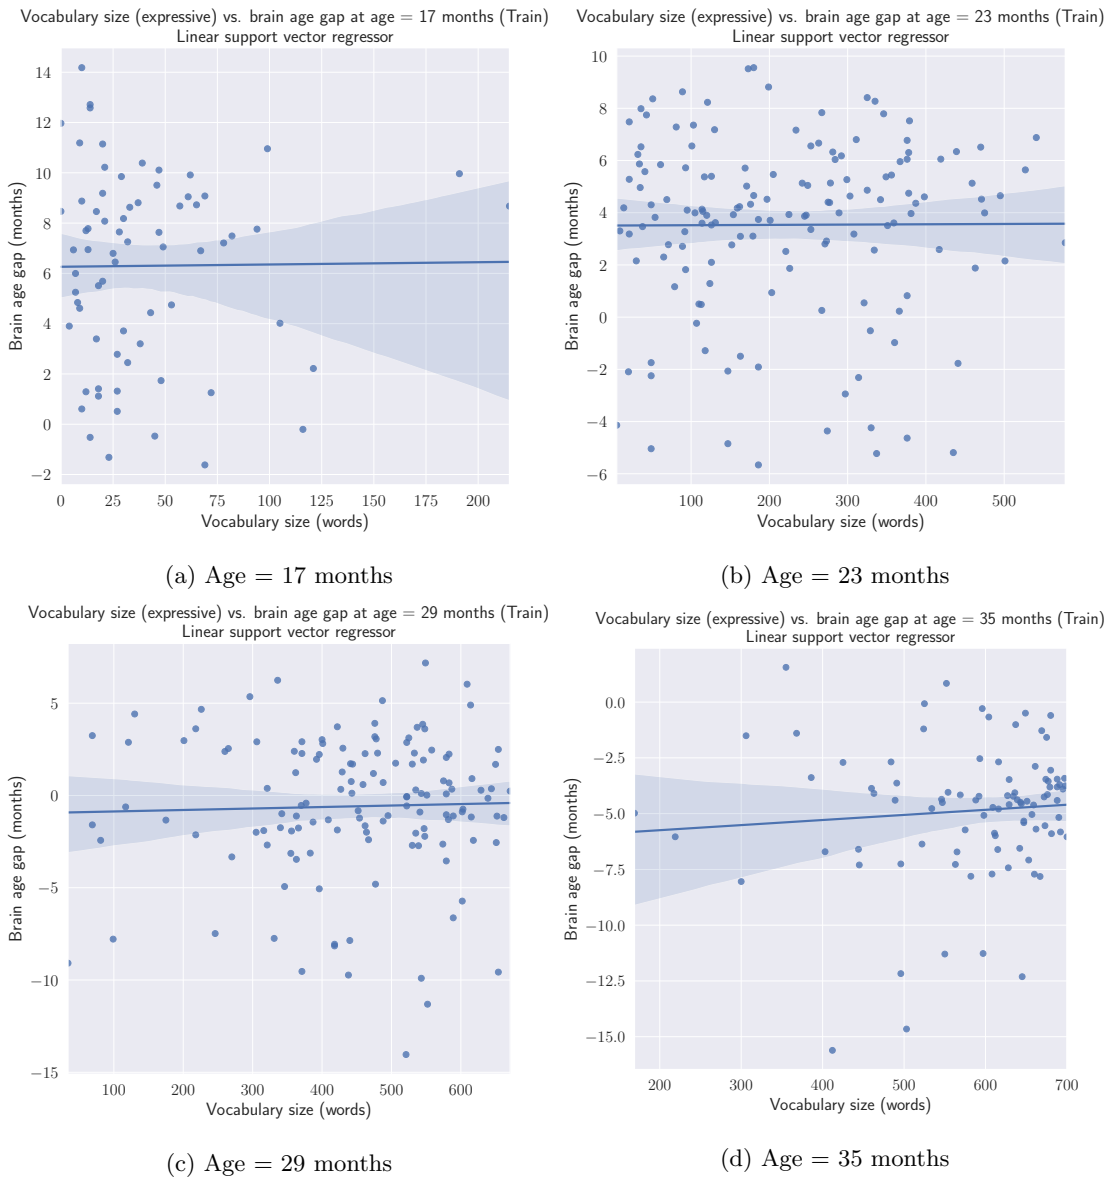 Vocabulary size (expressive) vs. brain age gap at age = 17 months (Train)
Linear support vector regressor
Brain age gap (months)
14
12
10
8
6
4
2
0
−2
0
25
50
75
100
125
150
175
200
Vocabulary size (words)
(a) Age = 17 months
Vocabulary size (expressive) vs. brain age gap at age = 23 months (Train)
Linear support vector regressor
Brain age gap (months)
10
8
6
4
2
0
−2
−4
−6
100
200
300
400
500
Vocabulary size (words)
(b) Age = 23 months
Vocabulary size (expressive) vs. brain age gap at age = 29 months (Train)
Linear support vector regressor
Brain age gap (months)
5
0
−5
−10
−15
100
200
300
400
500
600
Vocabulary size (words)
(c) Age = 29 months
Vocabulary size (expressive) vs. brain age gap at age = 35 months (Train)
Linear support vector regressor
Brain age gap (months)
0.0
−2.5
−5.0
−7.5
−10.0
−12.5
−15.0
200
300
400
500
600
700
Vocabulary size (words)
(d) Age = 35 months